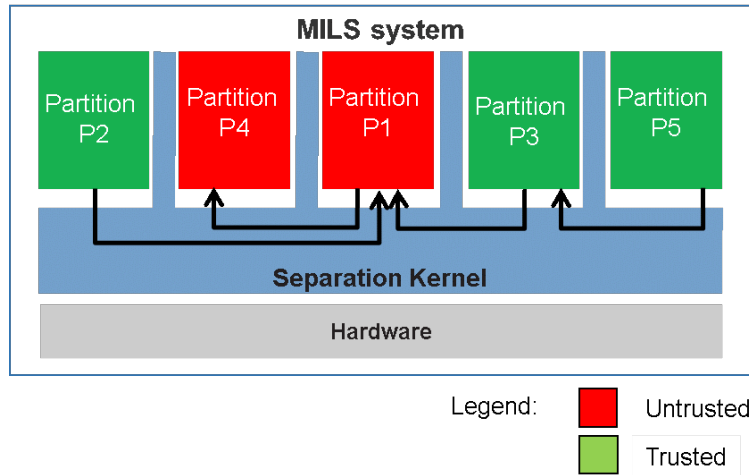 MILS system
Partition
P2
Partition
P4
Partition
P1
Partition
P3
Partition
P5
Separation Kernel
Hardware
Legend:
Untrusted
Trusted